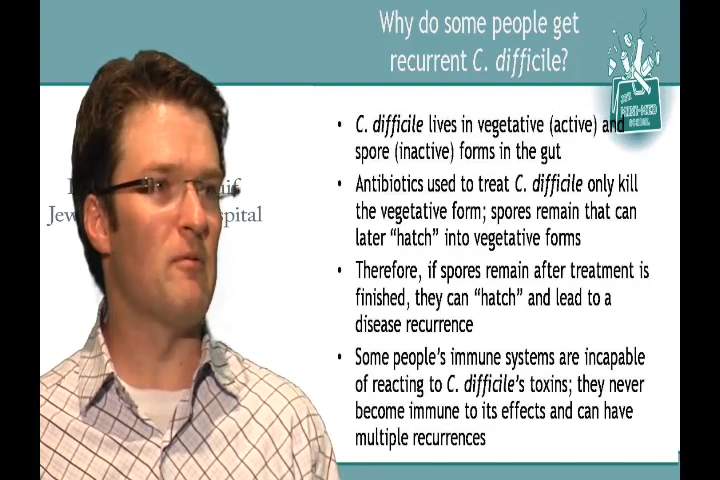 Why do some people get
recurrent C. difficile?
THE
MINI-MED
SCHOOL
• C. difficile lives in vegetative (active) and
spore (inactive) forms in the gut
• Antibiotics used to treat C. difficile only kill
the vegetative form; spores remain that can
later “hatch” into vegetative forms
• Therefore, if spores remain after treatment is
finished, they can “hatch” and lead to a
disease recurrence
• Some people’s immune systems are incapable
of reacting to C. difficile’s toxins; they never
become immune to its effects and can have
multiple recurrences